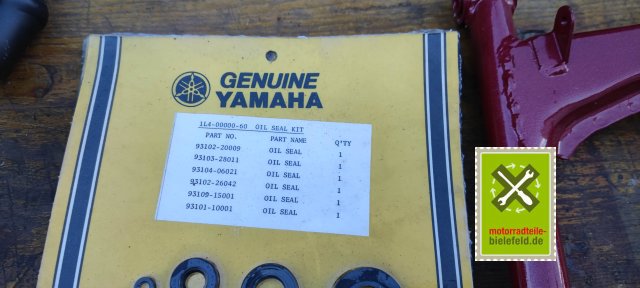 GENUINE
YAMAHA
1L4-00000-60 OIL SEAL KIT
PART NO. PART NAME Q'TY
93102-20009 OIL SEAL 1
93103-28011 OIL SEAL 1
93104-06021 OIL SEAL 1
93102-26042 OIL SEAL 1
93109-15001 OIL SEAL 1
93101-10001 OIL SEAL 1
motorradteile-
bielefeld.de